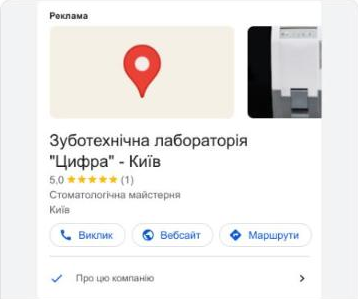 Реклама
Зуботехнічна лабораторія
"Цифра" - Київ
5,0 ★★★★★ (1)
Стоматологічна майстерня
Київ
Виклик Вебсайт Маршрути
Про цю компанію